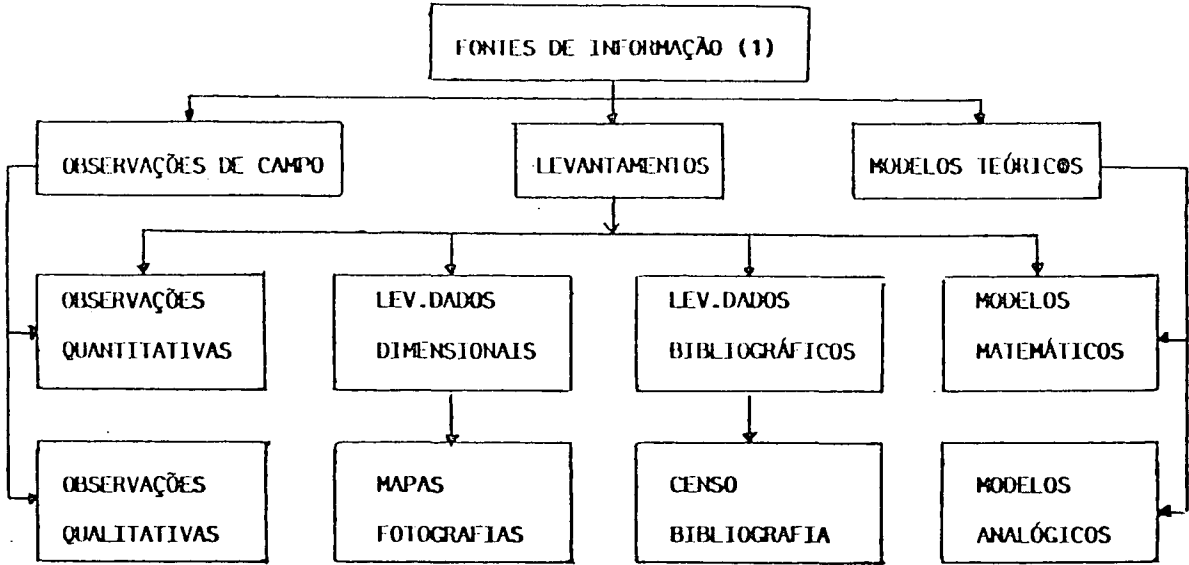 FONTES DE INFORMAÇÃO (1)
OBSERVAÇÕES DE CAMPO
LEVANTAMENTOS
MODELOS TEÓRICOS
OBSERVAÇÕES
QUANTITATIVAS
LEV.DADOS
DIMENSIONAIS
LEV.DADOS
BIBLIOGRÁFICOS
MODELOS
MATEMÁTICOS
OBSERVAÇÕES
QUALITATIVAS
MAPAS
FOTOGRAFIAS
CENSO
BIBLIOGRAFIA
MODELOS
ANALÓGICOS